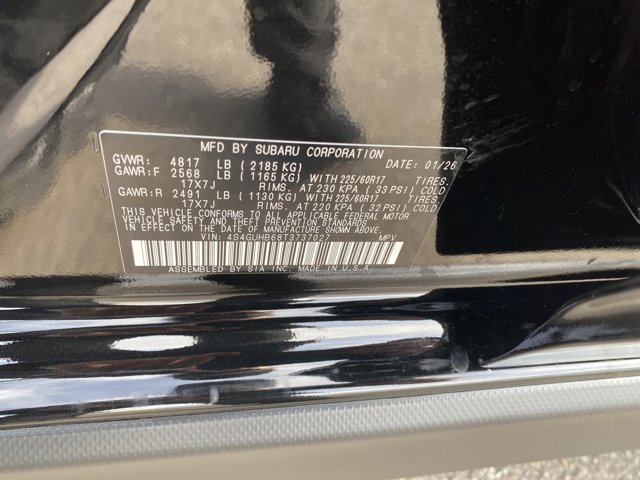 MFD BY SUBARU CORPORATION
GVWR: 4817 LB (2185 KG) DATE: 01/26
GAWR:F 2568 LB (1165 KG) WITH 225/60R17 TIRES,
17X7J RIMS, AT 230 KPA (33 PSI) COLD
GAWR:R 2491 LB (1130 KG) WITH 225/60R17 TIRES,
17X7J RIMS, AT 220 KPA (32 PSI) COLD
THIS VEHICLE CONFORMS TO ALL APPLICABLE FEDERAL MOTOR
VEHICLE SAFETY AND THEFT PREVENTION STANDARDS
IN EFFECT ON THE DATE OF MANUFACTURE SHOWN ABOVE.
VIN: 4S4GUHB68T3737027 MPV
ASSEMBLED BY SIA INC. MADE IN U.S.A.